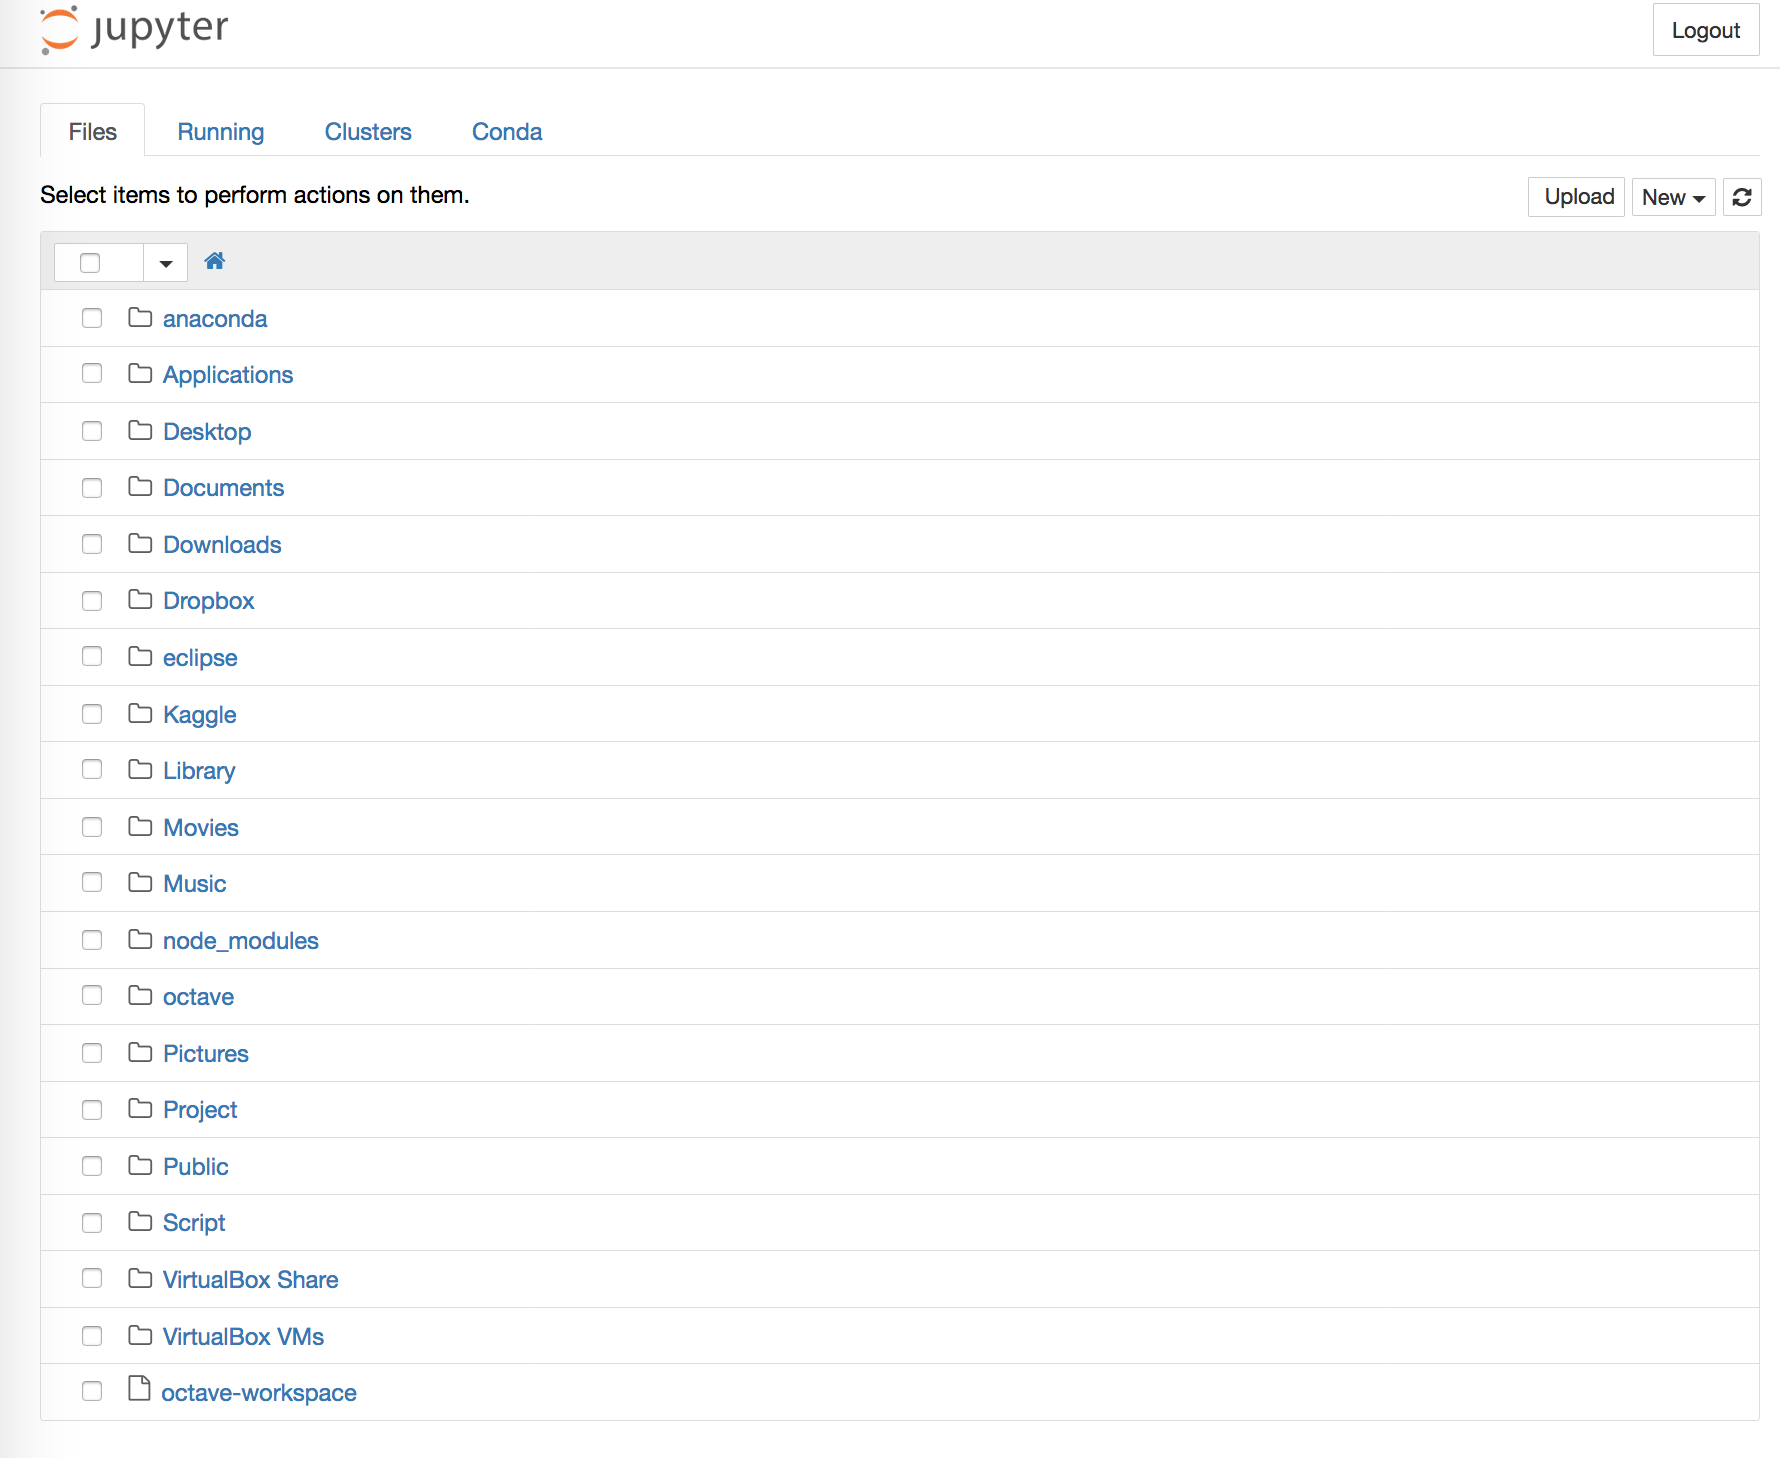 jupyter
Logout
Files Running Clusters Conda
Select items to perform actions on them.
Upload New
anaconda
Applications
Desktop
Documents
Downloads
Dropbox
eclipse
Kaggle
Library
Movies
Music
node_modules
octave
Pictures
Project
Public
Script
VirtualBox Share
VirtualBox VMs
octave-workspace